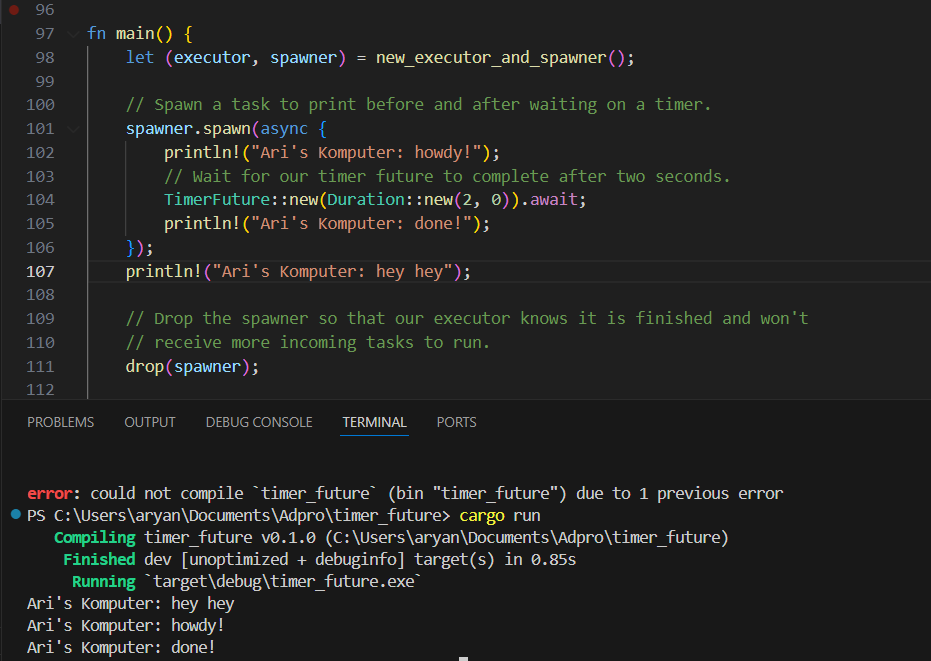 96
97 fn main() {
98     let (executor, spawner) = new_executor_and_spawner();
99
100     // Spawn a task to print before and after waiting on a timer.
101     spawner.spawn(async {
102         println!("Ari's Komputer: howdy!");
103         // Wait for our timer future to complete after two seconds.
104         TimerFuture::new(Duration::new(2, 0)).await;
105         println!("Ari's Komputer: done!");
106     });
107     println!("Ari's Komputer: hey hey");
108
109     // Drop the spawner so that our executor knows it is finished and won't
110     // receive more incoming tasks to run.
111     drop(spawner);
112
PROBLEMS OUTPUT DEBUG CONSOLE TERMINAL PORTS
error: could not compile `timer_future` (bin "timer_future") due to 1 previous error
PS C:\Users\aryan\Documents\Adpro\timer_future> cargo run
   Compiling timer_future v0.1.0 (C:\Users\aryan\Documents\Adpro\timer_future)
    Finished dev [unoptimized + debuginfo] target(s) in 0.85s
     Running `target\debug\timer_future.exe`
Ari's Komputer: hey hey
Ari's Komputer: howdy!
Ari's Komputer: done!